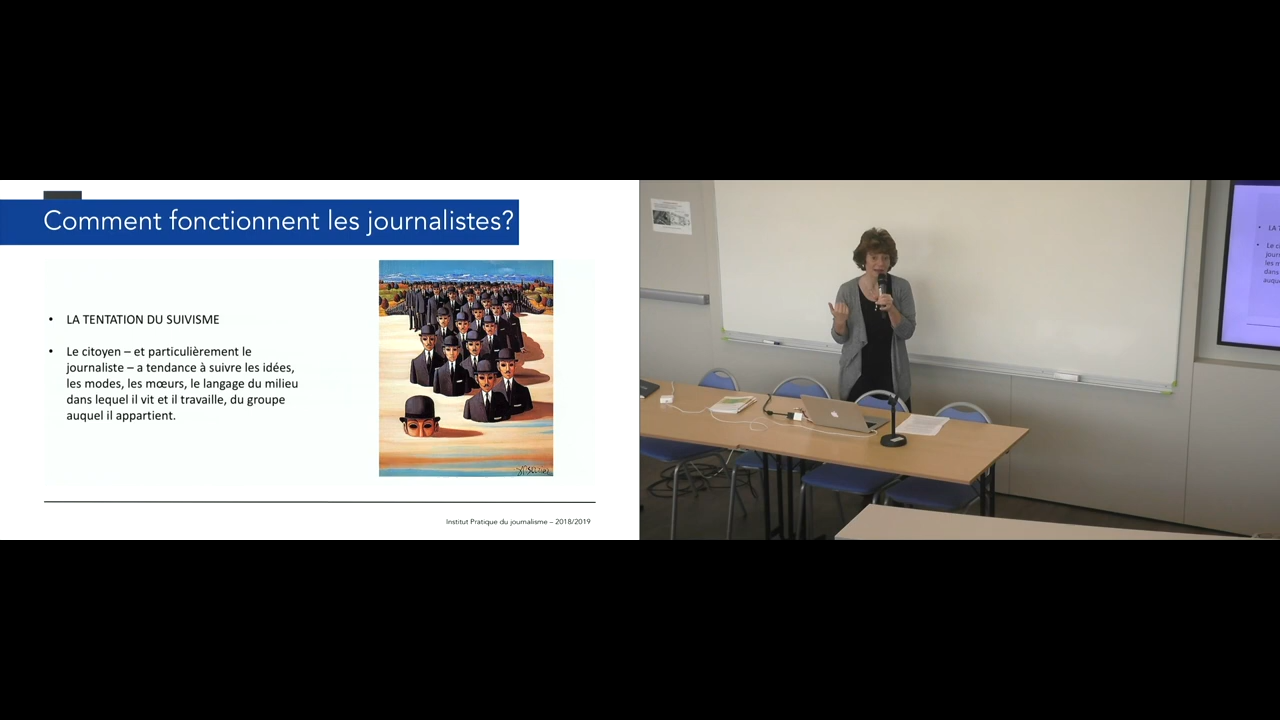 Comment fonctionnent les journalistes?
• LA TENTATION DU SUIVISME
• Le citoyen – et particulièrement le
journaliste – a tendance à suivre les idées,
les modes, les mœurs, le langage du milieu
dans lequel il vit et il travaille, du groupe
auquel il appartient.
Institut Pratique du journalisme – 2018/2019